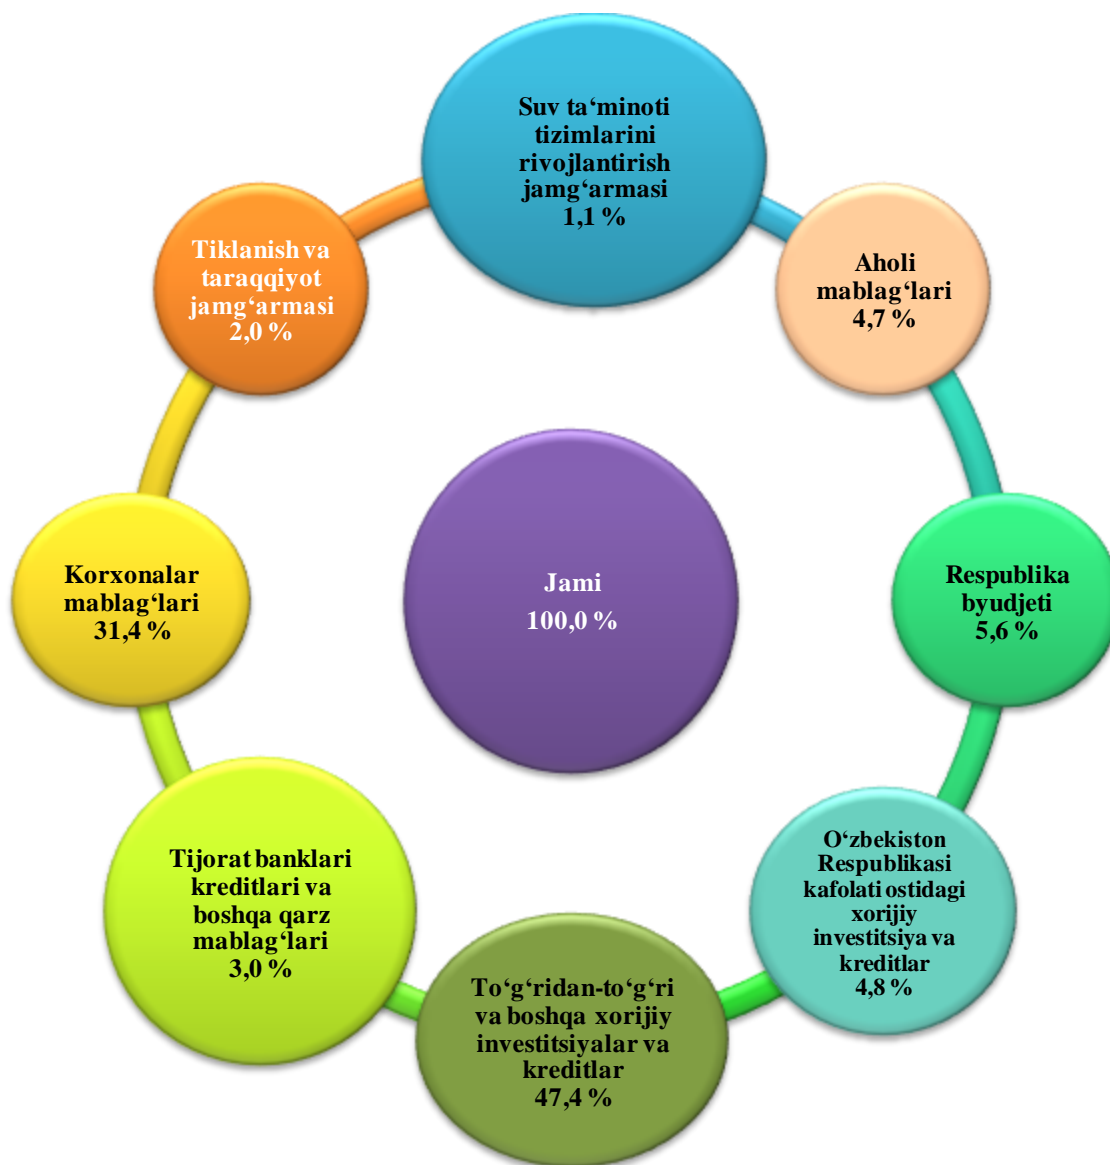 Suv ta‘minoti
tizimlarini
rivojlantirish
jamg‘armasi
1,1 %
Aholi
mablag‘lari
4,7 %
Respublika
byudjeti
5,6 %
O‘zbekiston
Respublikasi
kafolati ostidagi
xorijiy
investitsiya va
kreditlar
4,8 %
To‘g‘ridan-to‘g‘ri
va boshqa xorijiy
investitsiyalar va
kreditlar
47,4 %
Tijorat banklari
kreditlari va
boshqa qarz
mablag‘lari
3,0 %
Korxonalar
mablag‘lari
31,4 %
Tiklanish va
taraqqiyot
jamg‘armasi
2,0 %
Jami
100,0 %